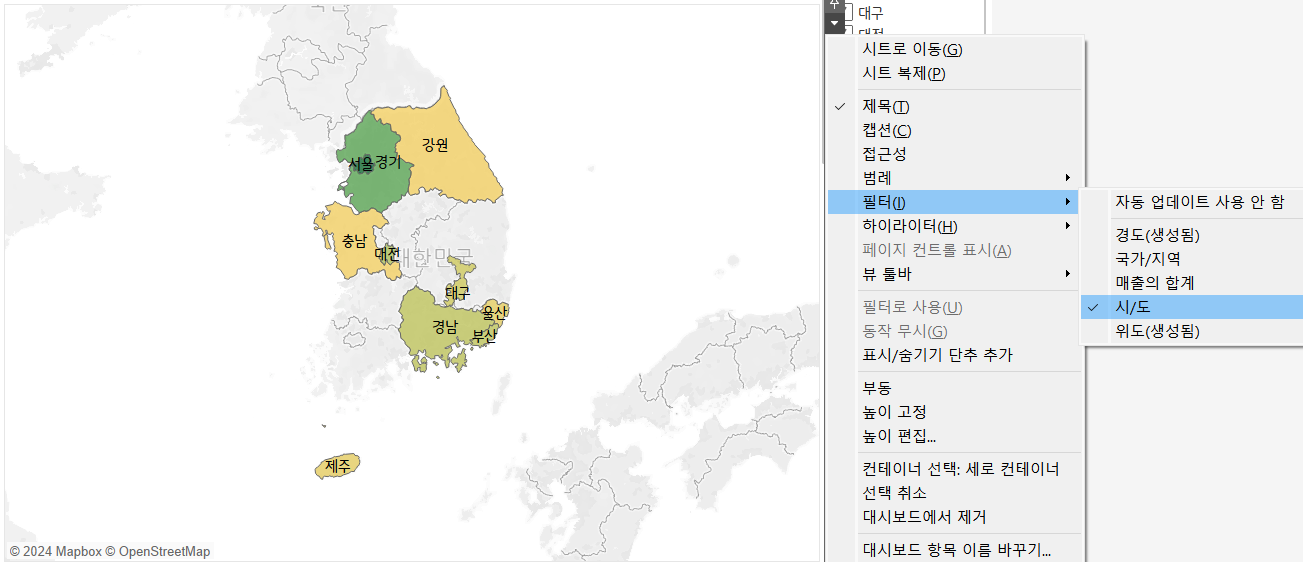 강원
서울
경기
충남
대전
대한민국
대구
울산
경남
부산
제주
© 2024 Mapbox © OpenStreetMap
대구
대전
시트로 이동(G)
시트 복제(P)
제목(T)
캡션(C)
접근성
범례
필터(I)
하이라이터(H)
페이지 컨트롤 표시(A)
뷰 툴바
필터로 사용(U)
동작 무시(G)
표시/숨기기 단추 추가
부동
높이 고정
높이 편집...
컨테이너 선택: 세로 컨테이너
선택 취소
대시보드에서 제거
대시보드 항목 이름 바꾸기...
자동 업데이트 사용 안 함
경도(생성됨)
국가/지역
매출의 합계
시/도
위도(생성됨)